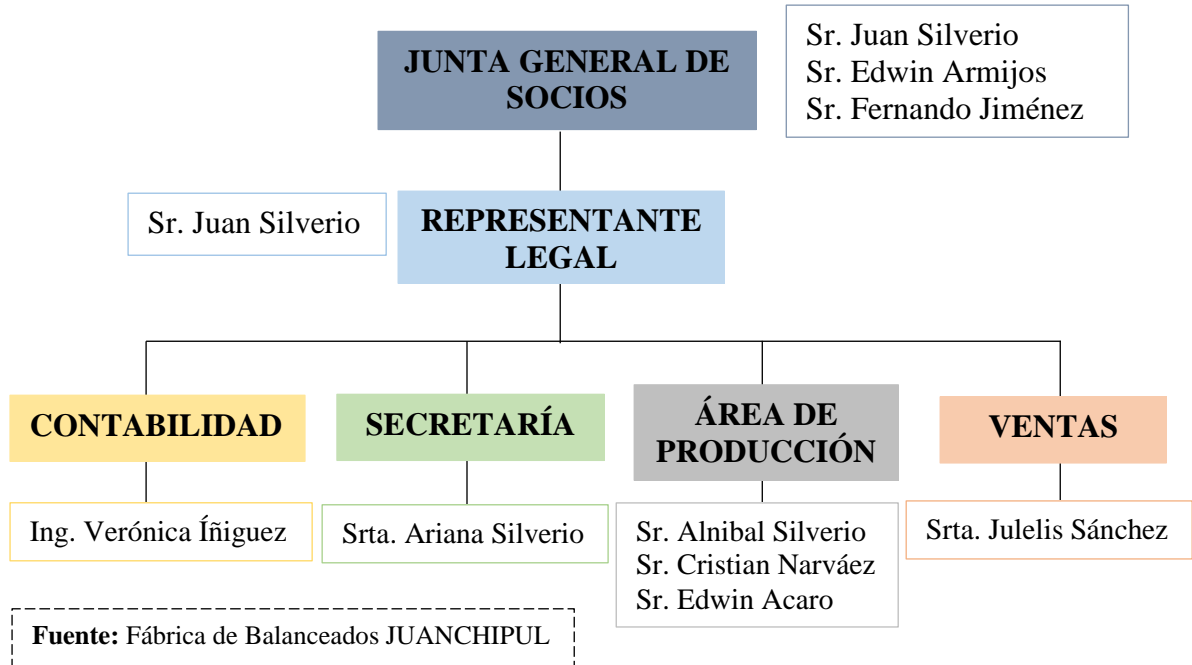 JUNTA GENERAL DE
SOCIOS
Sr. Juan Silverio
Sr. Edwin Armijos
Sr. Fernando Jiménez
Sr. Juan Silverio
REPRESENTANTE
LEGAL
CONTABILIDAD
SECRETARÍA
ÁREA DE
PRODUCCIÓN
VENTAS
Ing. Verónica Íñiguez
Srta. Ariana Silverio
Sr. Alnibal Silverio
Sr. Cristian Narváez
Sr. Edwin Acaro
Srta. Julelis Sánchez
Fuente: Fábrica de Balanceados JUANCHIPUL